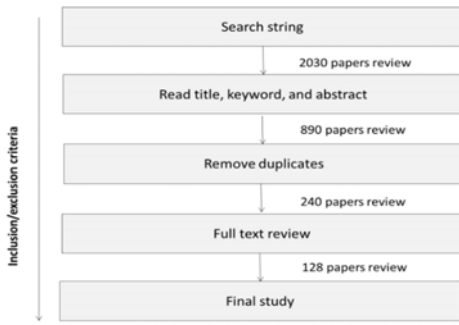 Search string
2030 papers review
Read title, keyword, and abstract
890 papers review
Remove duplicates
240 papers review
Full text review
128 papers review
Final study
Inclusion/exclusion criteria